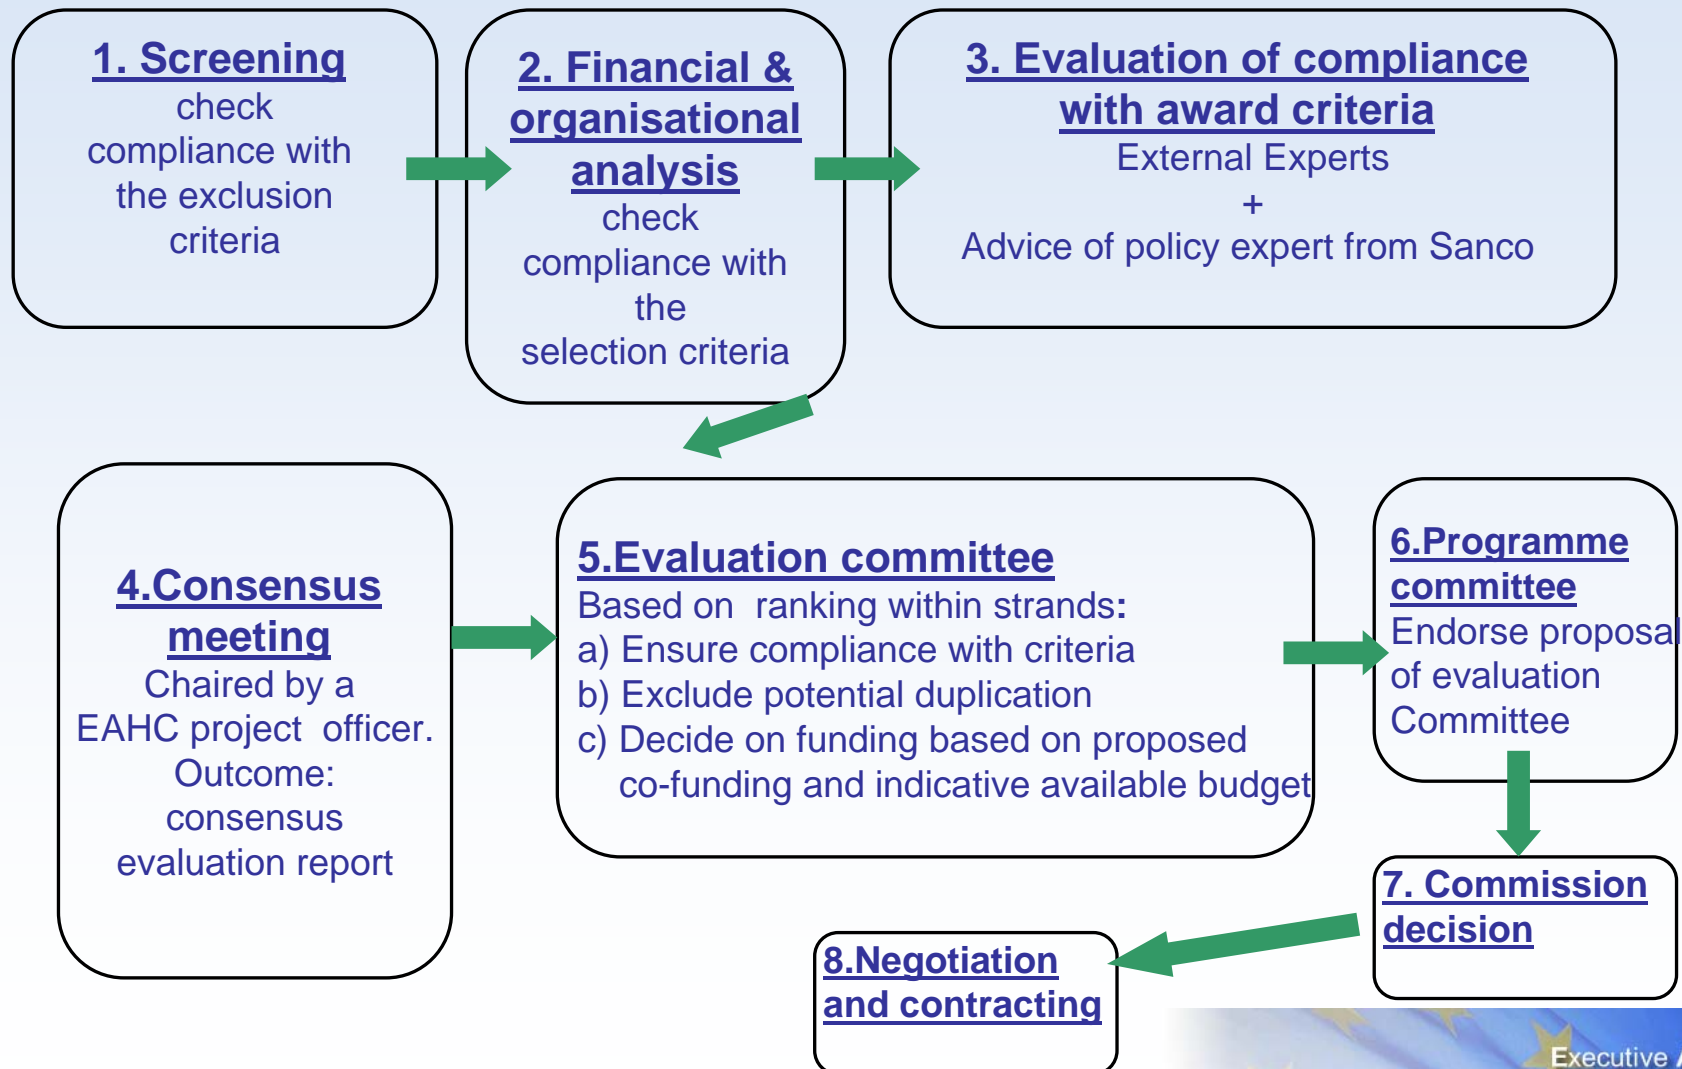 1. Screening
check
compliance with
the exclusion
criteria
2. Financial &
organisational
analysis
check
compliance with
the
selection criteria
3. Evaluation of compliance
with award criteria
External Experts
+
Advice of policy expert from Sanco
4.Consensus
meeting
Chaired by a
EAHC project officer.
Outcome:
consensus
evaluation report
5.Evaluation committee
Based on ranking within strands:
a) Ensure compliance with criteria
b) Exclude potential duplication
c) Decide on funding based on proposed
co-funding and indicative available budget
6.Programme
committee
Endorse proposal
of evaluation
Committee
7. Commission
decision
8.Negotiation
and contracting
Executive